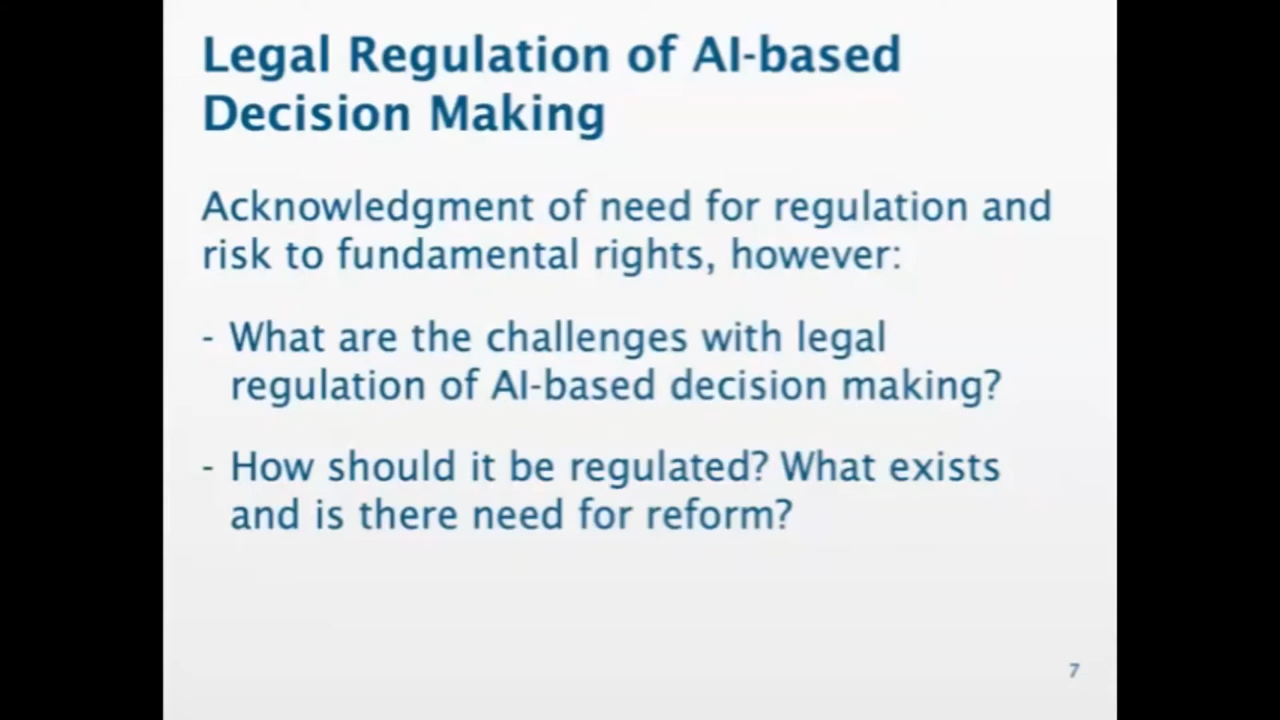 Legal Regulation of AI-based
Decision Making
Acknowledgment of need for regulation and
risk to fundamental rights, however:
- What are the challenges with legal
regulation of AI-based decision making?
- How should it be regulated? What exists
and is there need for reform?
7